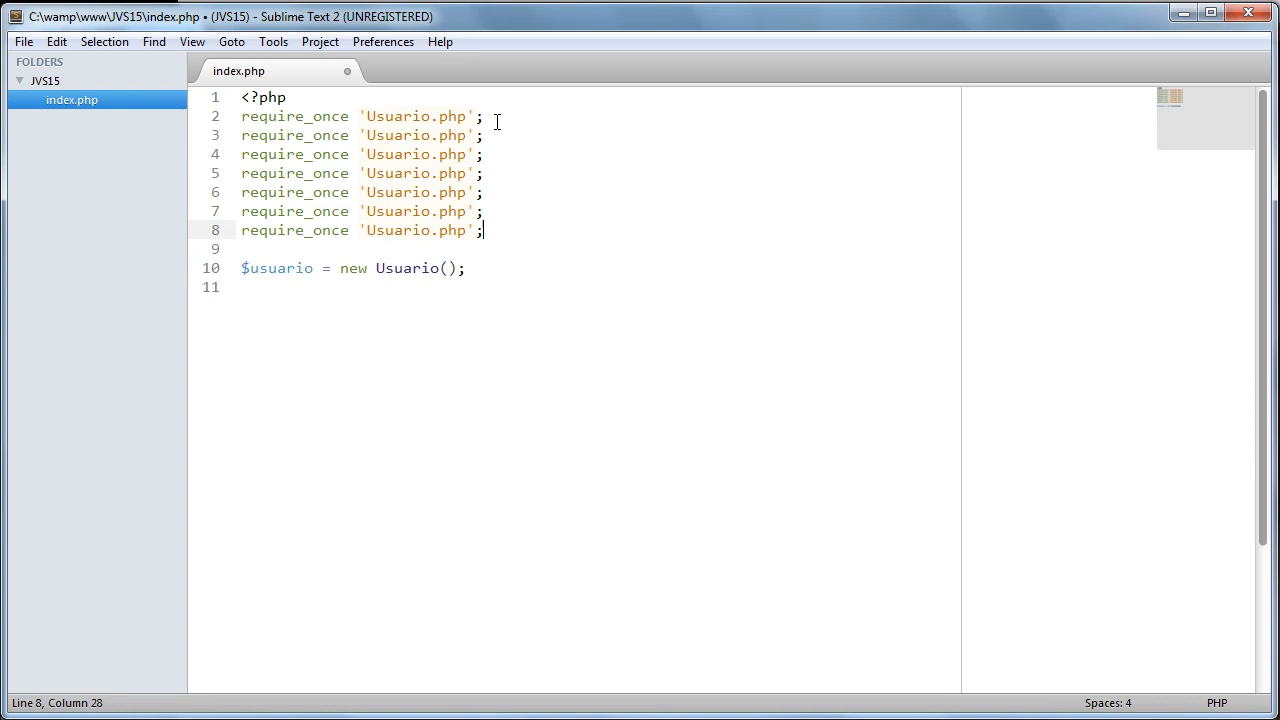 C:\wamp\www\JVS15\index.php • (JVS15) - Sublime Text 2 (UNREGISTERED)
File Edit Selection Find View Goto Tools Project Preferences Help
FOLDERS
JVS15
index.php
index.php
1 <?php
2 require_once 'Usuario.php';
3 require_once 'Usuario.php';
4 require_once 'Usuario.php';
5 require_once 'Usuario.php';
6 require_once 'Usuario.php';
7 require_once 'Usuario.php';
8 require_once 'Usuario.php';
9
10 $usuario = new Usuario();
11
Line 8, Column 28 Spaces: 4 PHP